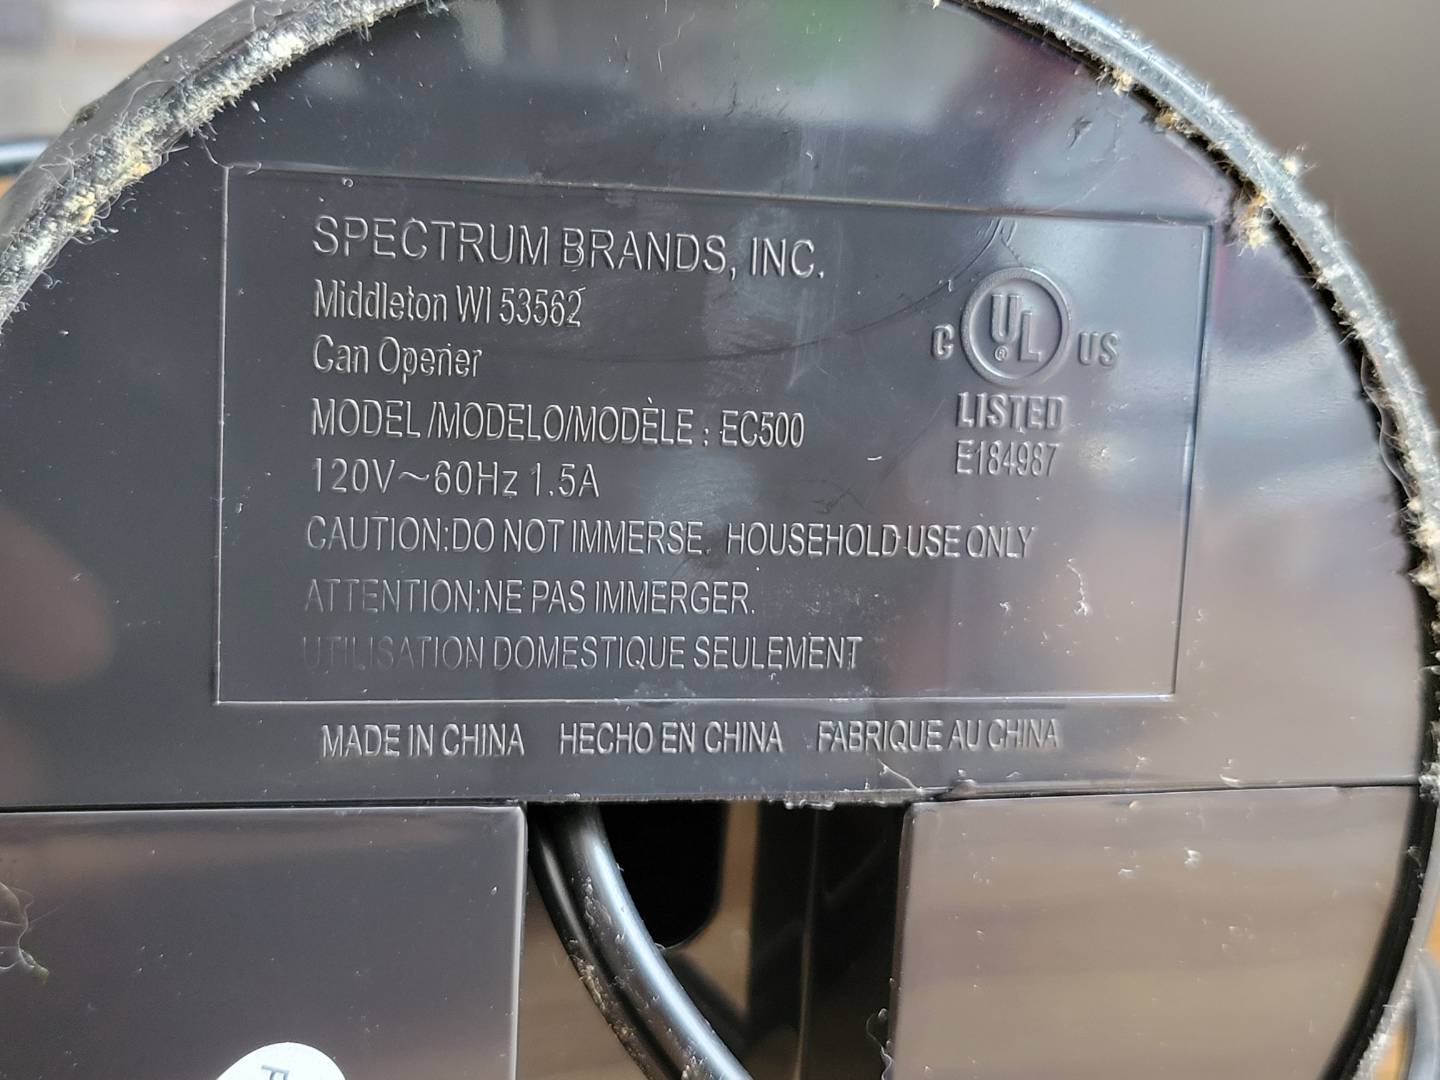 SPECTRUM BRANDS, INC.
Middleton WI 53562
Can Opener
MODEL/MODELO/MODÈLE : EC500
120V~60Hz 1.5A
CAUTION:DO NOT IMMERSE. HOUSEHOLD USE ONLY
ATTENTION:NE PAS IMMERGER.
UTILISATION DOMESTIQUE SEULEMENT
C UL® US
LISTED
E184987
MADE IN CHINA HECHO EN CHINA FABRIQUE AU CHINA